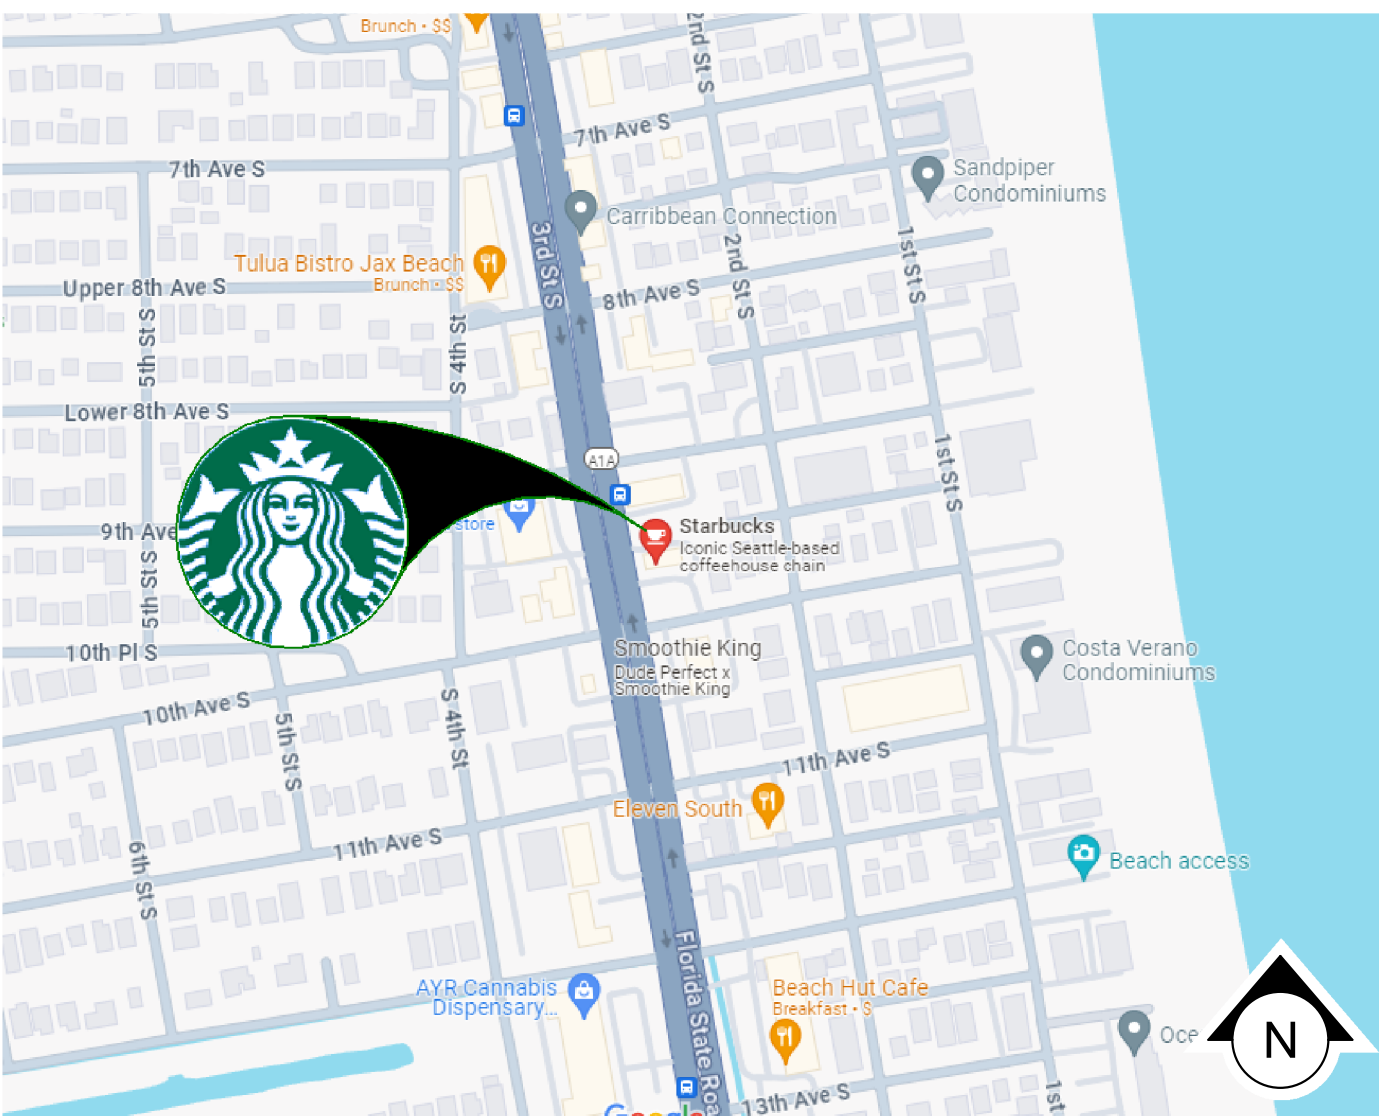 Brunch • $$
2nd St S
7th Ave S
7th Ave S
Sandpiper
Condominiums
Carribbean Connection
3rd St S
1st St S
2nd St S
Tulua Bistro Jax Beach
Brunch • $$
Upper 8th Ave S
8th Ave S
5th St S
S 4th St
Lower 8th Ave S
A1A
1st St S
store
9th Ave
Starbucks
Iconic Seattle-based
coffeehouse chain
5th St S
10th Pl S
Smoothie King
Dude Perfect x
Smoothie King
Costa Verano
Condominiums
10th Ave S
5th St S
S 4th St
11th Ave S
Eleven South
11th Ave S
6th St S
Beach access
Florida State Roa
AYR Cannabis
Dispensary...
Beach Hut Cafe
Breakfast • $
Oce
N
1st
13th Ave S
Google